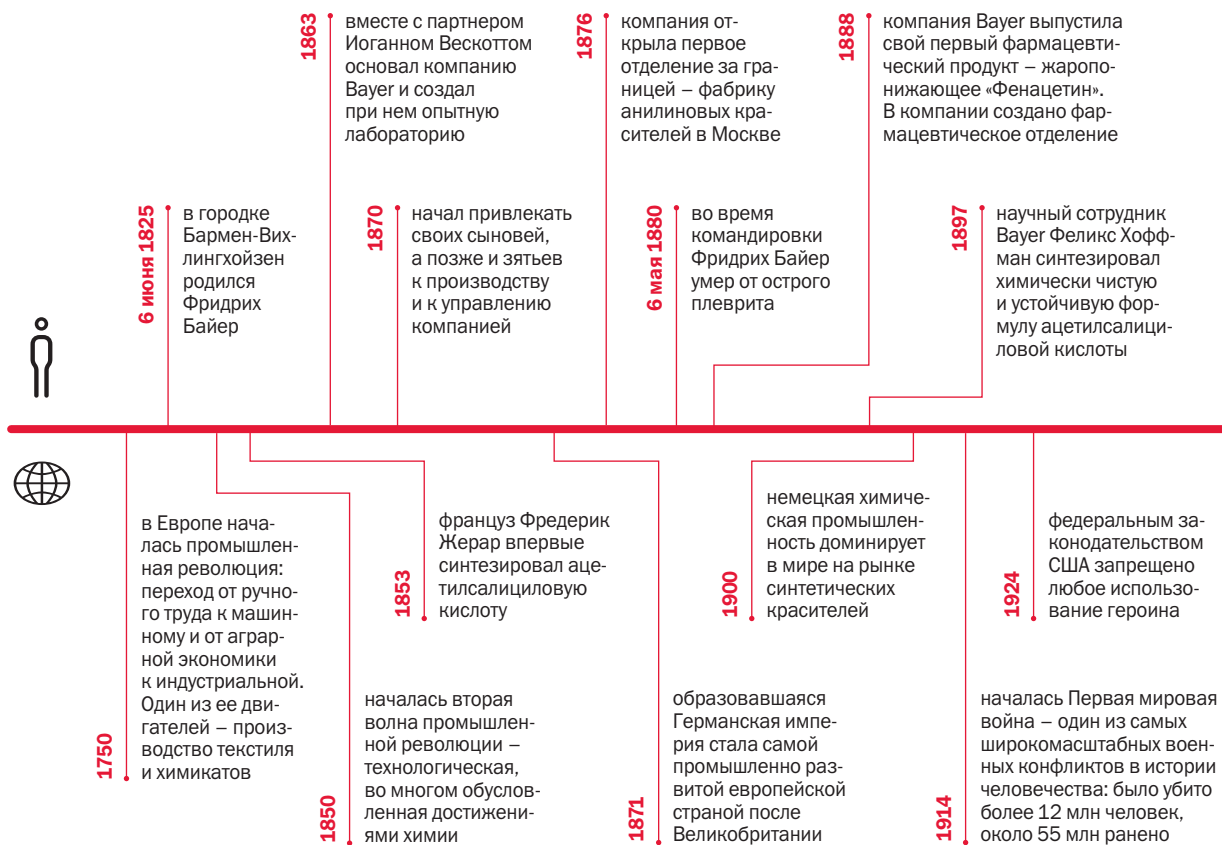 1863
вместе с партнером
Иоганном Вескоттом
основал компанию
Bayer и создал
при нем опытную
лабораторию
1876
компания от-
крыла первое
отделение за гра-
ницей – фабрику
анилиновых кра-
сителей в Москве
1888
компания Bayer выпустила
свой первый фармацевти-
ческий продукт – жаропо-
нижающее «Фенацетин».
В компании создано фар-
мацевтическое отделение
6 июня 1825
в городке
Бармен-Вих-
лингхойзен
родился
Фридрих
Байер
1870
начал привлекать
своих сыновей,
а позже и зятьев
к производству
и к управлению
компанией
6 мая 1880
во время
командировки
Фридрих Байер
умер от острого
плеврита
1897
научный сотрудник
Bayer Феликс Хофф-
ман синтезировал
химически чистую
и устойчивую фор-
мулу ацетилсалици-
ловой кислоты
1750
в Европе нача-
лась промышлен-
ная революция:
переход от ручно-
го труда к машин-
ному и от аграр-
ной экономики
к индустриальной.
Один из ее дви-
гателей – произ-
водство текстиля
и химикатов
1853
француз Фредерик
Жерар впервые
синтезировал аце-
тилсалициловую
кислоту
1900
немецкая химиче-
ская промышлен-
ность доминирует
в мире на рынке
синтетических
красителей
1924
федеральным за-
конодательством
США запрещено
любое использо-
вание героина
1850
началась вторая
волна промышлен-
ной революции –
технологическая,
во многом обуслов-
ленная достижени-
ями химии
1871
образовавшаяся
Германская импе-
рия стала самой
промышленно раз-
витой европейской
страной после
Великобритании
1914
началась Первая мировая
война – один из самых
широкомасштабных воен-
ных конфликтов в истории
человечества: было убито
более 12 млн человек,
около 55 млн ранено